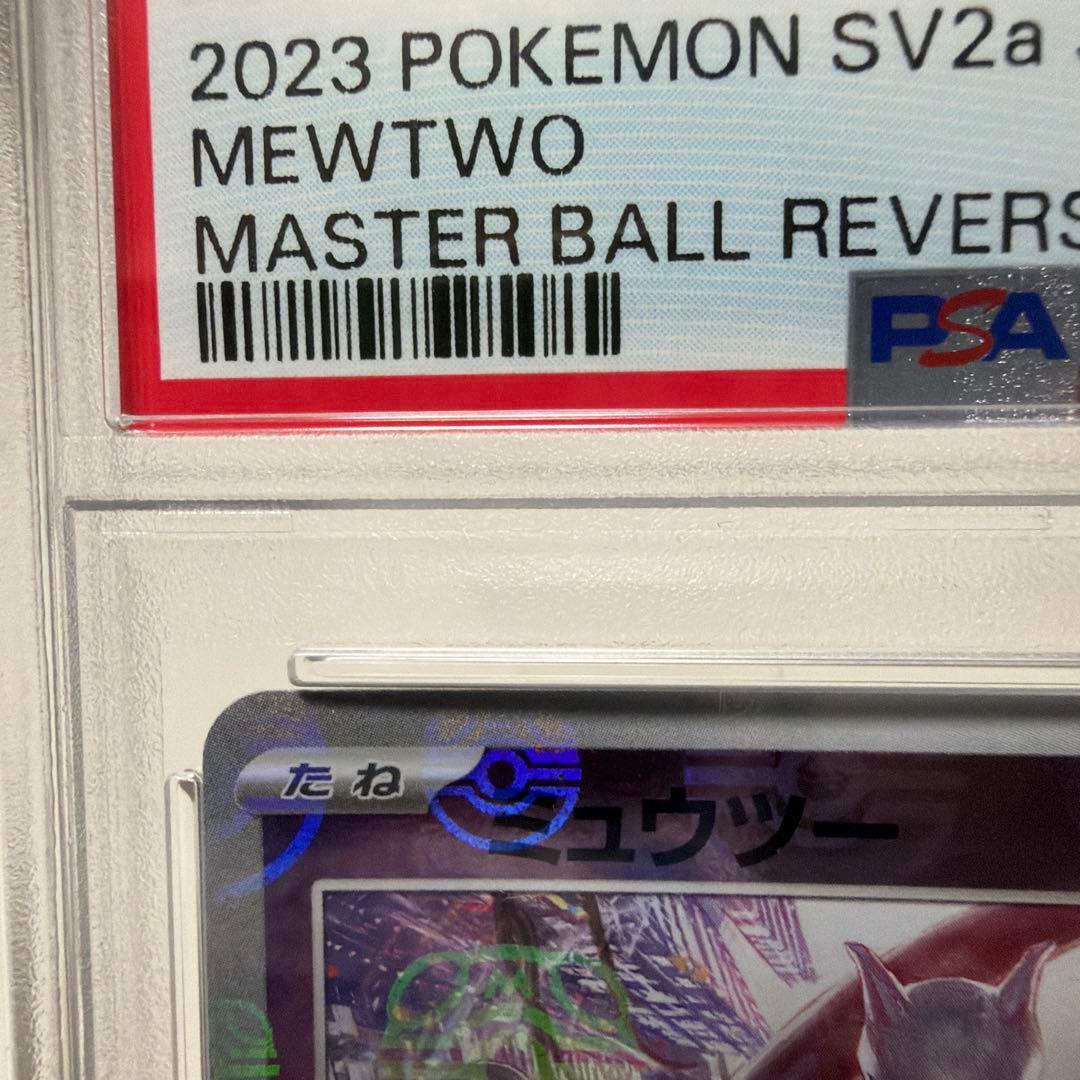 2023 POKEMON SV2a
MEWTWO
MASTER BALL REVERS
PSA
たね
ミュウツー
M